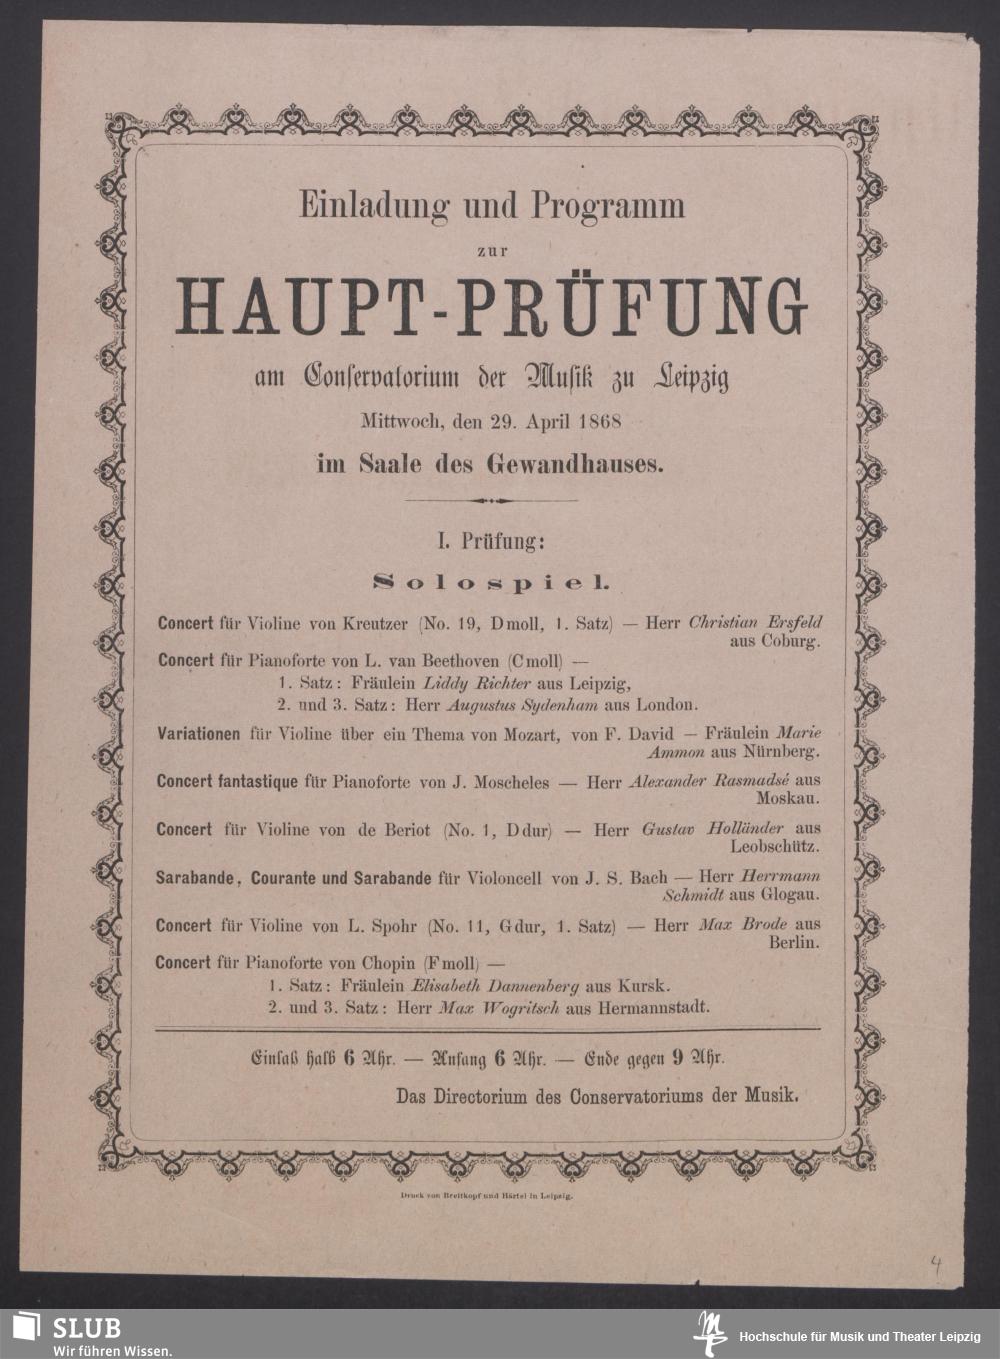 Einladung und Programm
zur
HAUPT-PRÜFUNG
am Conſervatorium der Muſik zu Leipzig
Mittwoch, den 29. April 1868
im Saale des Gewandhauses.
I. Prüfung:
Solospiel.
Concert für Violine von Kreutzer (No. 19, Dmoll, 1. Satz) — Herr Christian Ersfeld
aus Coburg.
Concert für Pianoforte von L. van Beethoven (Cmoll) —
1. Satz: Fräulein Liddy Richter aus Leipzig,
2. und 3. Satz: Herr Augustus Sydenham aus London.
Variationen für Violine über ein Thema von Mozart, von F. David — Fräulein Marie
Ammon aus Nürnberg.
Concert fantastique für Pianoforte von J. Moscheles — Herr Alexander Rasmadsé aus
Moskau.
Concert für Violine von de Beriot (No. 1, Ddur) — Herr Gustav Holländer aus
Leobschütz.
Sarabande, Courante und Sarabande für Violoncell von J. S. Bach — Herr Herrmann
Schmidt aus Glogau.
Concert für Violine von L. Spohr (No. 11, Gdur, 1. Satz) — Herr Max Brode aus
Berlin.
Concert für Pianoforte von Chopin (Fmoll) —
1. Satz: Fräulein Elisabeth Dannenberg aus Kursk.
2. und 3. Satz: Herr Max Wogritsch aus Hermannstadt.
Einlaß halb 6 Uhr. — Anfang 6 Uhr. — Ende gegen 9 Uhr.
Das Directorium des Conservatoriums der Musik.
Druck von Breitkopf und Härtel in Leipzig.
4
SLUB
Wir führen Wissen.
Hochschule für Musik und Theater Leipzig